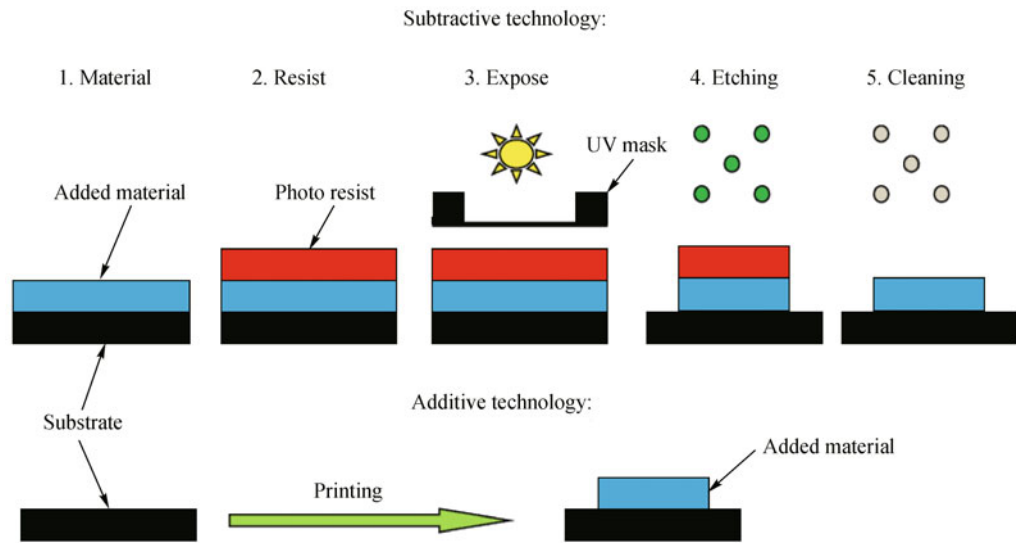 Subtractive technology:
1. Material
2. Resist
3. Expose
4. Etching
5. Cleaning
UV mask
Added material
Photo resist
Substrate
Additive technology:
Printing
Added material